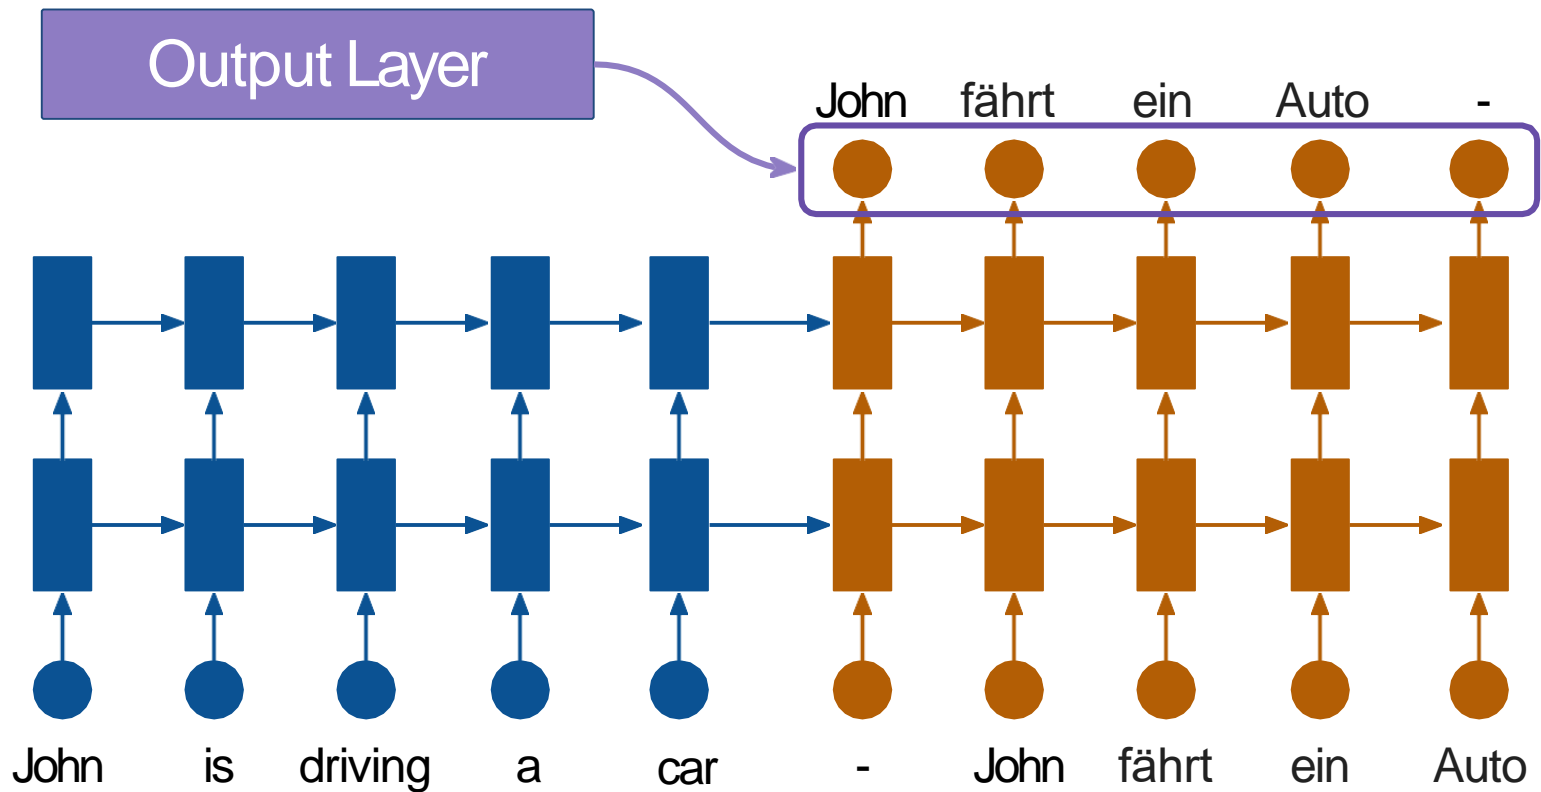 Output Layer
John fährt ein Auto -
John is driving a car - John fährt ein Auto